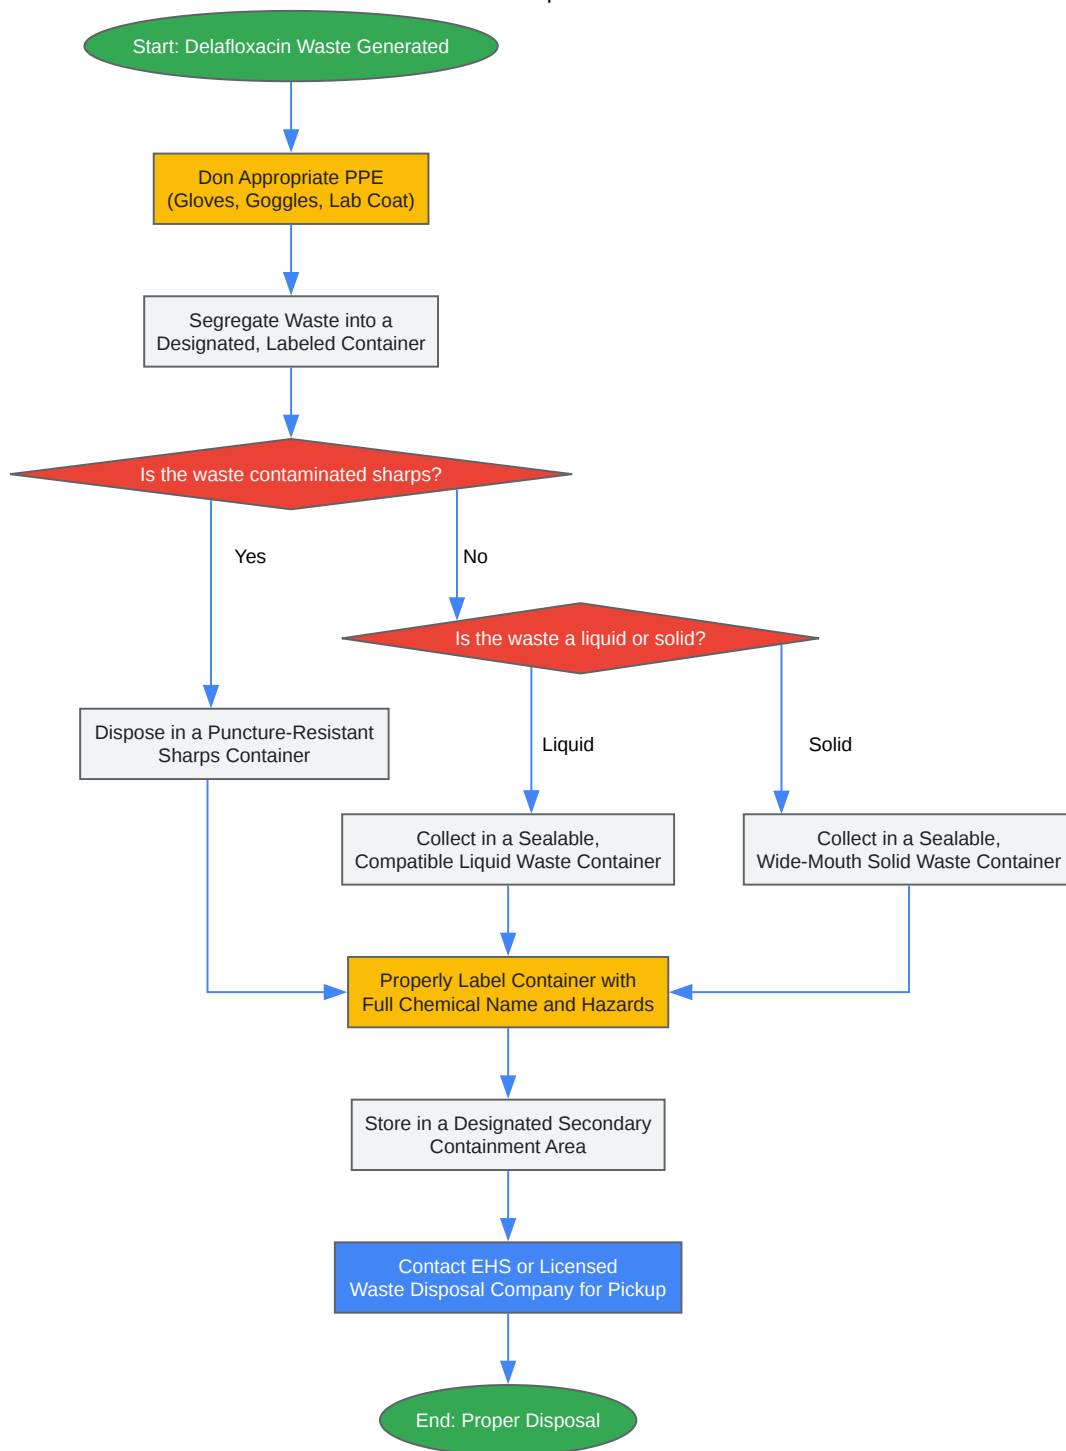 Start: Delafloxacin Waste Generated
Don Appropriate PPE
(Gloves, Goggles, Lab Coat)
Segregate Waste into a
Designated, Labeled Container
Is the waste contaminated sharps?
Yes
No
Is the waste a liquid or solid?
Dispose in a Puncture-Resistant
Sharps Container
Liquid
Solid
Collect in a Sealable,
Compatible Liquid Waste Container
Collect in a Sealable,
Wide-Mouth Solid Waste Container
Properly Label Container with
Full Chemical Name and Hazards
Store in a Designated Secondary
Containment Area
Contact EHS or Licensed
Waste Disposal Company for Pickup
End: Proper Disposal